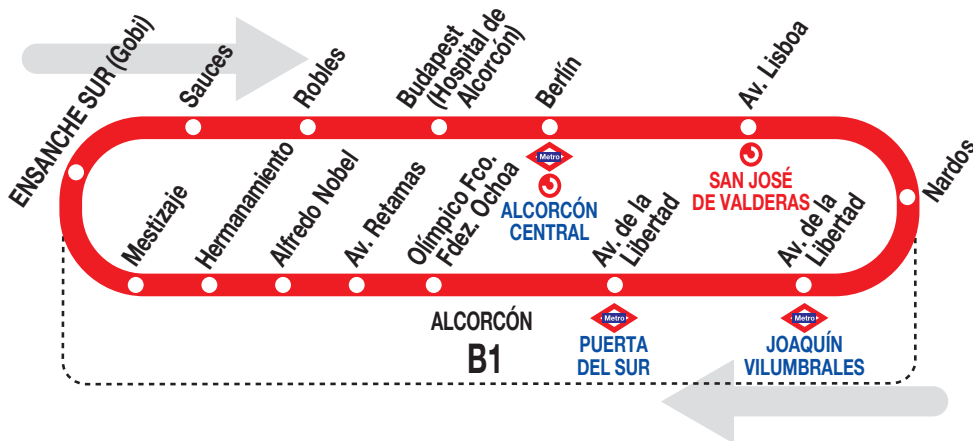 ENSANCHE SUR (Gobi)
Sauces
Robles
Budapest
(Hospital de
Alcorcón)
Berlín
Av. Lisboa
Nardos
Metro
ALCORCÓN
CENTRAL
SAN JOSÉ
DE VALDERAS
Mestizaje
Hermanamiento
Alfredo Nobel
Av. Retamas
Olímpico Fco.
Fdez. Ochoa
Av. de la
Libertad
Av. de la
Libertad
Metro
PUERTA
DEL SUR
Metro
JOAQUÍN
VILUMBRALES
ALCORCÓN
B1